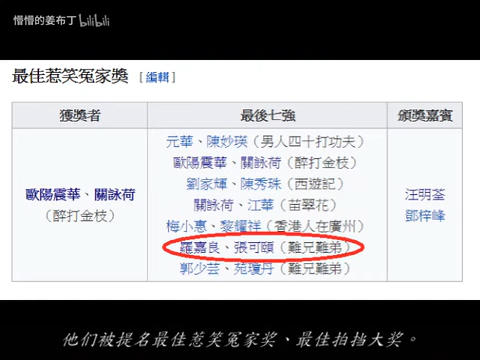 懵懵的姜布丁 bilibili
最佳惹笑冤家獎 [編輯]
獲獎者 最後七強 頒獎嘉賓
元華、陳妙瑛（男人四十打功夫）
歐陽震華、關詠荷（醉打金枝）
劉家輝、陳秀珠（西遊記）
歐陽震華、關詠荷
（醉打金枝）
關詠荷、江華（苗翠花）
梅小惠、黎耀祥（香港人在廣州）
羅嘉良、張可頤（難兄難弟）
郭少芸、苑瓊丹（難兄難弟）
汪明荃
鄧梓峰
他们被提名最佳惹笑冤家奖、最佳拍挡大奖。